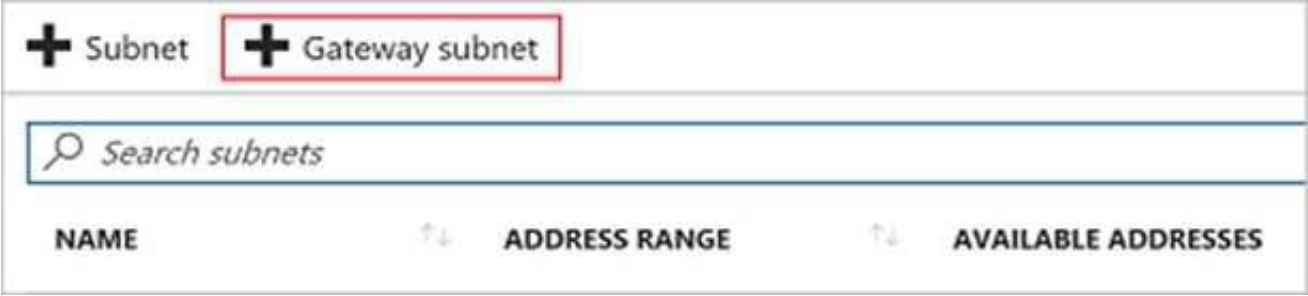 Subnet Gateway subnet
Search subnets
NAME ADDRESS RANGE AVAILABLE ADDRESSES